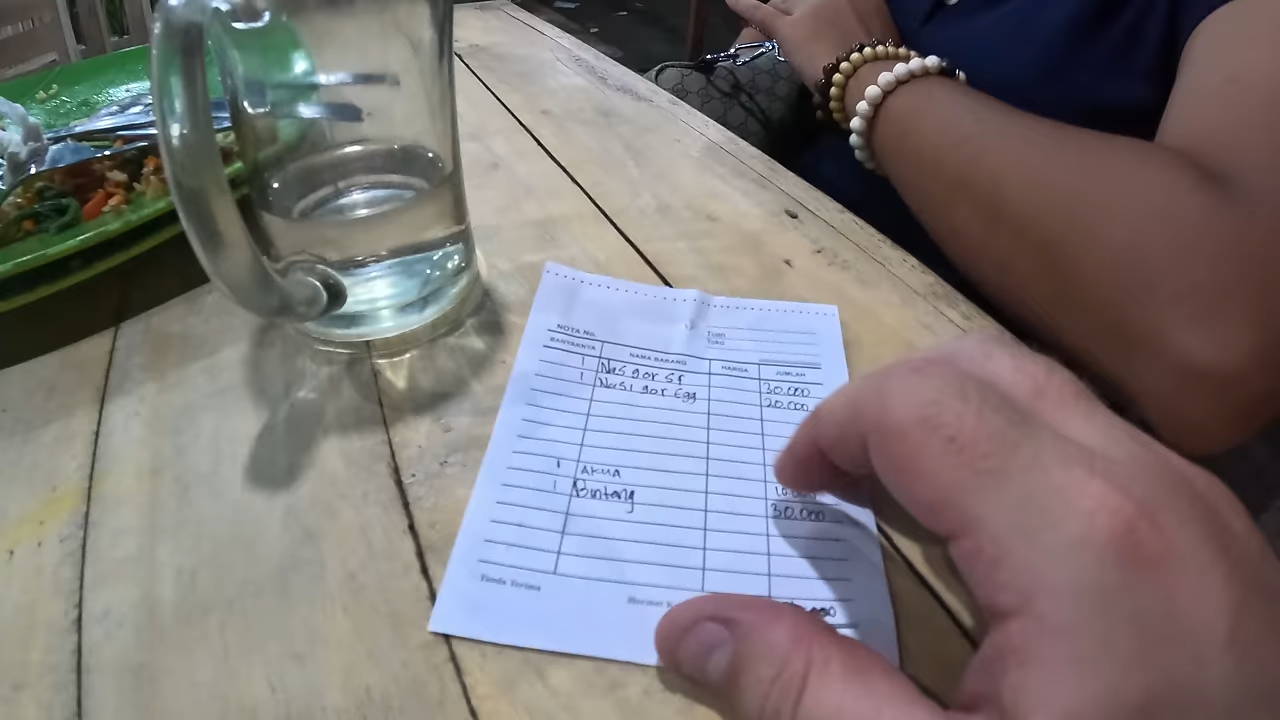 NOTA No.
Tuan
Toko
BANYAKNYA NAMA BARANG HARGA JUMLAH
1 Nas gor sf 30.000
1 Nasi gor Egg 20.000
1 AKUA 10.000
1 Bintang 30.000
Tanda Terima
Hormat